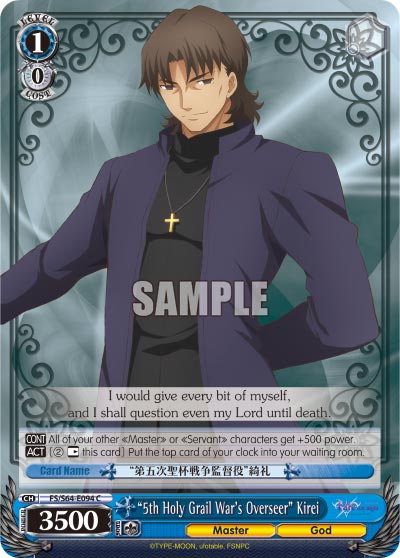 LEVEL
1
0
COST
SAMPLE
I would give every bit of myself,
and I shall question even my Lord until death.
CONT All of your other «Master» or «Servant» characters get +500 power.
ACT [② ] Put the top card of your clock into your waiting room.
Card Name “第五次聖杯戦争監督役”綺礼
CH FS/S64-E094 C
“5th Holy Grail War's Overseer” Kirei
POWER 3500 SOUL
Master God
©TYPE-MOON, ufotable, FSNPC